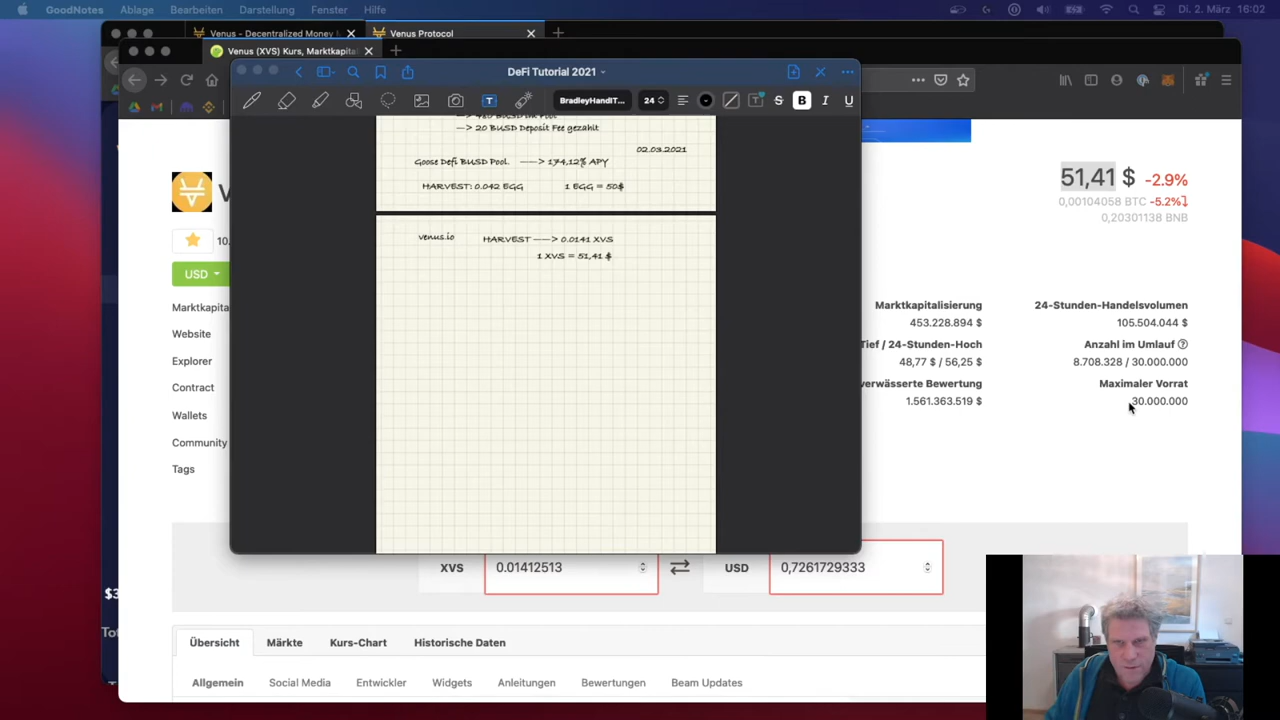 GoodNotes Ablage Bearbeiten Darstellung Fenster Hilfe Di. 2. März 16:02
Venus - Decentralized Money Venus Protocol
Venus (XVS) Kurs, Marktkapital
DeFi Tutorial 2021
BradleyHandIT... 24 T S B I U
—> 20 BUSD Deposit Fee gezahlt
02.03.2021
Goose Defi BUSD Pool. ——> 174,12% APY
HARVEST: 0.042 EGG 1 EGG = 50$
venus.io HARVEST ——> 0.0141 XVS
1 XVS = 51,41 $
V
51,41 $ -2.9%
0,00104058 BTC -5.2%
0,20301138 BNB
10.
USD
Marktkapita
Website
Explorer
Contract
Wallets
Community
Tags
Marktkapitalisierung 24-Stunden-Handelsvolumen
453.228.894 $ 105.504.044 $
Tief / 24-Stunden-Hoch Anzahl im Umlauf
48,77 $ / 56,25 $ 8.708.328 / 30.000.000
verwässerte Bewertung Maximaler Vorrat
1.561.363.519 $ 30.000.000
XVS 0.01412513 USD 0,7261729333
$3
Tot
Übersicht Märkte Kurs-Chart Historische Daten
Allgemein Social Media Entwickler Widgets Anleitungen Bewertungen Beam Updates